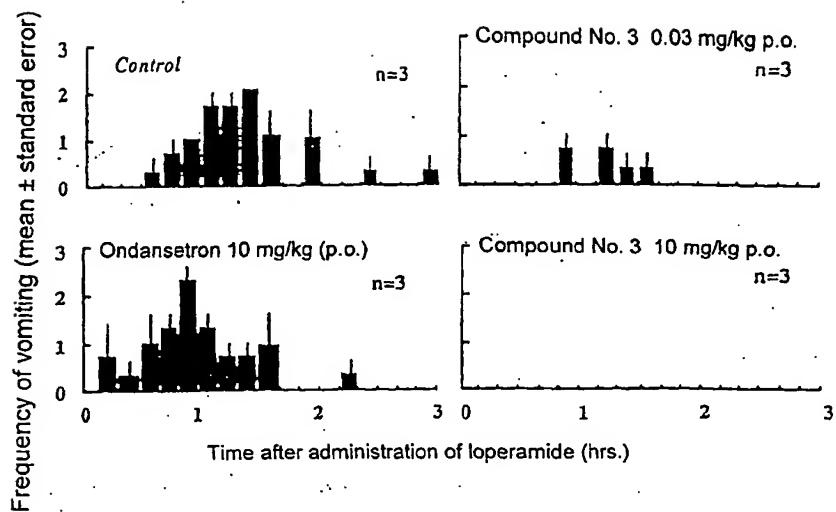 Frequency of vomiting (mean ± standard error)
Control
n=3
3
2
1
0
Compound No. 3 0.03 mg/kg p.o.
n=3
Ondansetron 10 mg/kg (p.o.)
n=3
3
2
1
0
0 1 2 3
Compound No. 3 10 mg/kg p.o.
n=3
0 1 2 3
Time after administration of loperamide (hrs.)